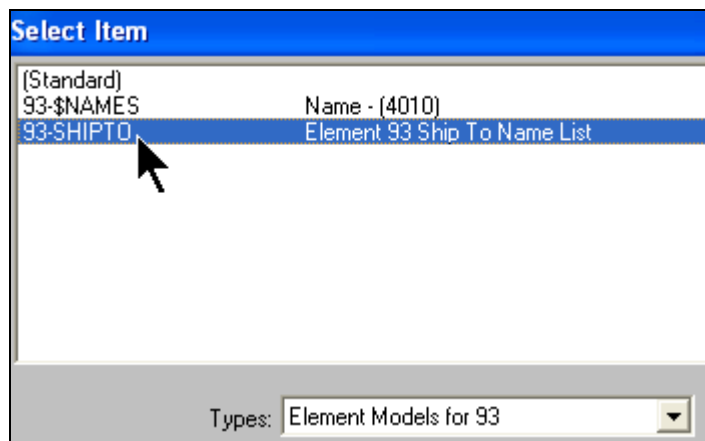 Select Item
(Standard)
93-$NAMES Name - (4010)
93-SHIPTO Element 93 Ship To Name List
Types: Element Models for 93